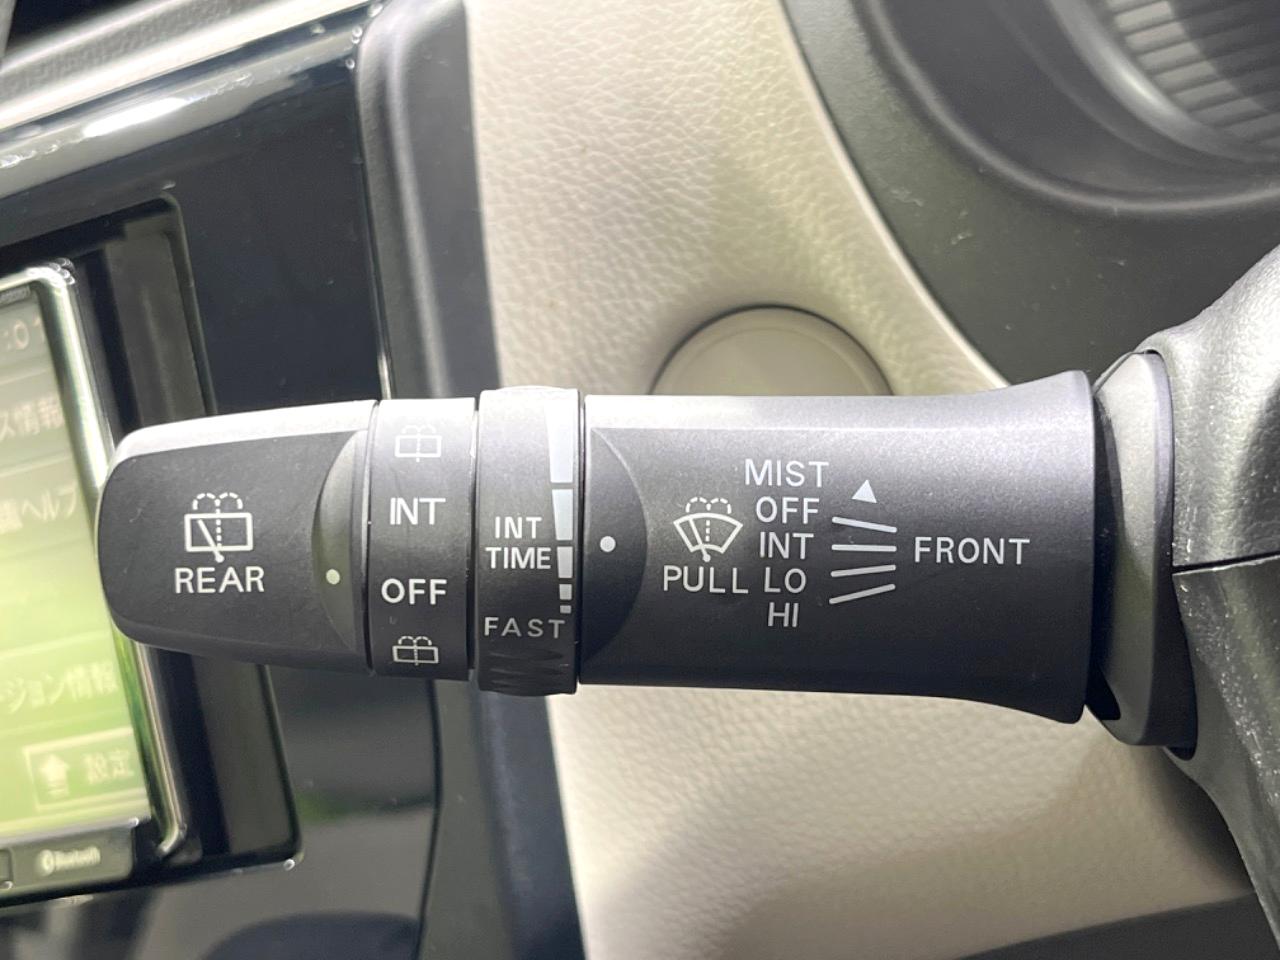 REAR
INT
OFF
INT
TIME
FAST
PULL
MIST
OFF
INT
LO
HI
FRONT
ス情報
ヘルプ
ション情報
設定
Bluetooth